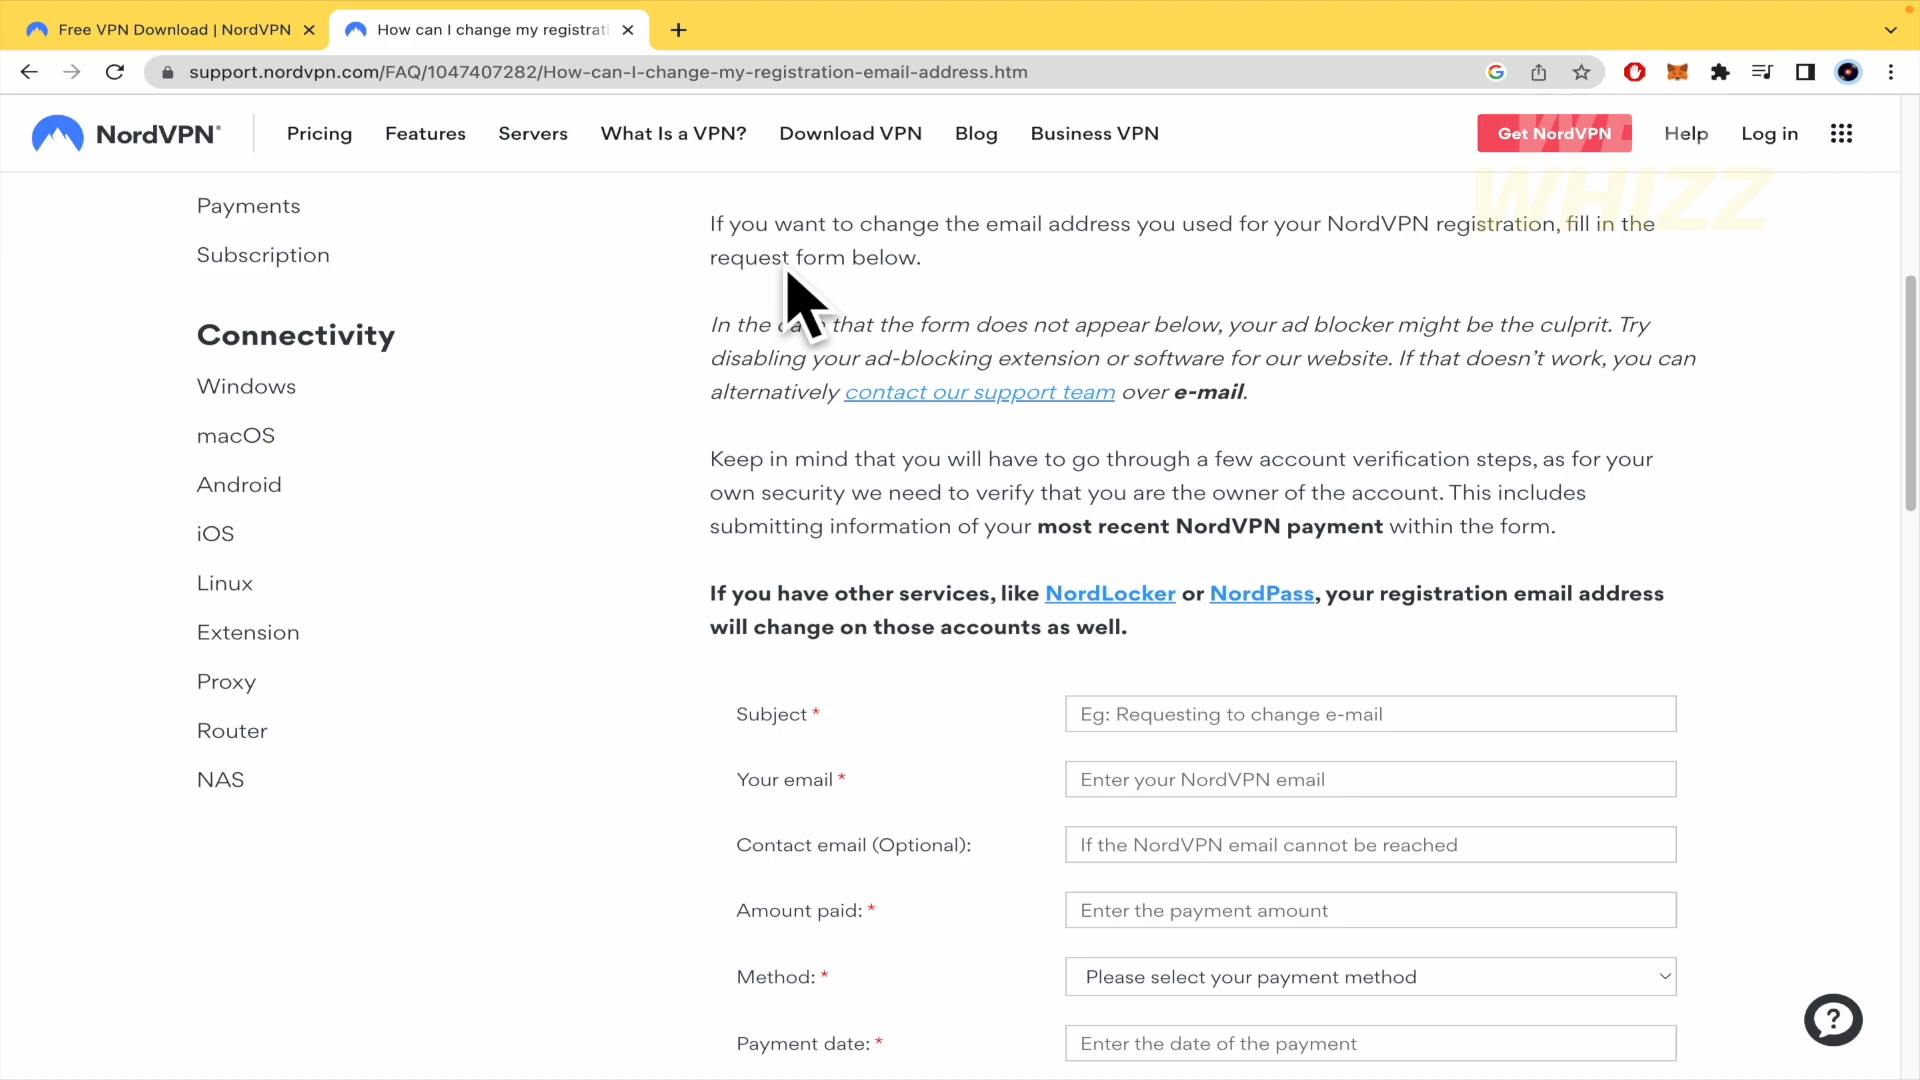 Free VPN Download | NordVPN
How can I change my registrati
support.nordvpn.com/FAQ/1047407282/How-can-I-change-my-registration-email-address.htm
NordVPN®
Pricing
Features
Servers
What Is a VPN?
Download VPN
Blog
Business VPN
Get NordVPN
Help
Log in
WHIZZ
Payments
Subscription
Connectivity
Windows
macOS
Android
iOS
Linux
Extension
Proxy
Router
NAS
If you want to change the email address you used for your NordVPN registration, fill in the
request form below.
In the case that the form does not appear below, your ad blocker might be the culprit. Try
disabling your ad-blocking extension or software for our website. If that doesn’t work, you can
alternatively contact our support team over e-mail.
Keep in mind that you will have to go through a few account verification steps, as for your
own security we need to verify that you are the owner of the account. This includes
submitting information of your most recent NordVPN payment within the form.
If you have other services, like NordLocker or NordPass, your registration email address
will change on those accounts as well.
Subject *
Eg: Requesting to change e-mail
Your email *
Enter your NordVPN email
Contact email (Optional):
If the NordVPN email cannot be reached
Amount paid: *
Enter the payment amount
Method: *
Please select your payment method
Payment date: *
Enter the date of the payment